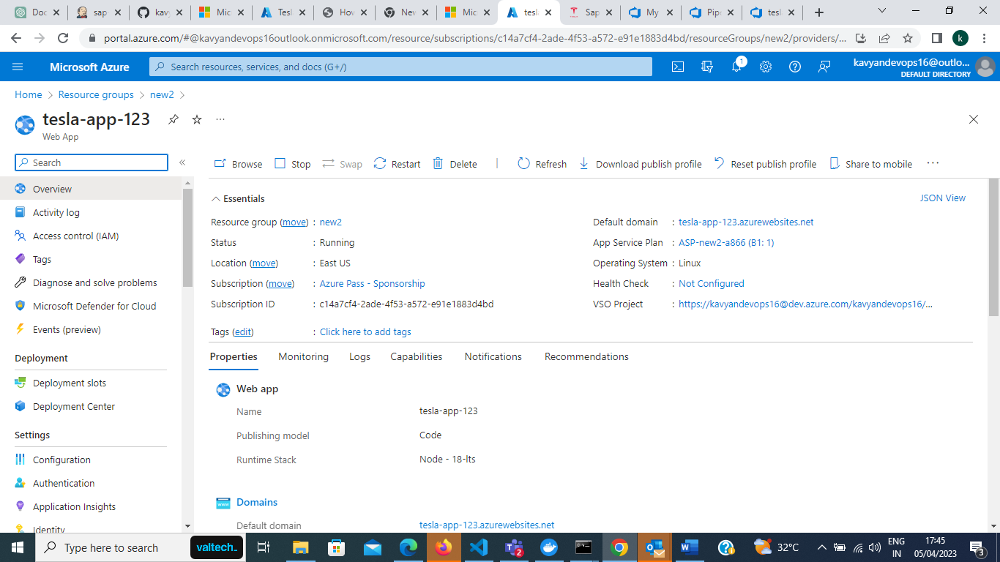 Doc
sap
kavy
Mic
Tesl
How
New
Mic
tesla
Sap
My
Pipe
tesl
portal.azure.com/#@kavyandevops16outlook.onmicrosoft.com/resource/subscriptions/c14a7cf4-2ade-4f53-a572-e91e1883d4bd/resourceGroups/new2/providers/...
k
Microsoft Azure
Search resources, services, and docs (G+/)
1
kavyandevops16@outlo...
DEFAULT DIRECTORY
Home > Resource groups > new2 >
tesla-app-123
Web App
Search
Browse Stop Swap Restart Delete | Refresh Download publish profile Reset publish profile Share to mobile ...
Overview
Activity log
Access control (IAM)
Tags
Diagnose and solve problems
Microsoft Defender for Cloud
Events (preview)
Deployment
Deployment slots
Deployment Center
Settings
Configuration
Authentication
Application Insights
Identity
Essentials
JSON View
Resource group (move) : new2
Status : Running
Location (move) : East US
Subscription (move) : Azure Pass - Sponsorship
Subscription ID : c14a7cf4-2ade-4f53-a572-e91e1883d4bd
Default domain : tesla-app-123.azurewebsites.net
App Service Plan : ASP-new2-a866 (B1: 1)
Operating System : Linux
Health Check : Not Configured
VSO Project : https://kavyandevops16@dev.azure.com/kavyandevops16/...
Tags (edit) : Click here to add tags
Properties Monitoring Logs Capabilities Notifications Recommendations
Web app
Name tesla-app-123
Publishing model Code
Runtime Stack Node - 18-lts
Domains
Default domain tesla-app-123.azurewebsites.net
Type here to search
valtech_
2
32°C
ENG
IN
17:45
05/04/2023
3